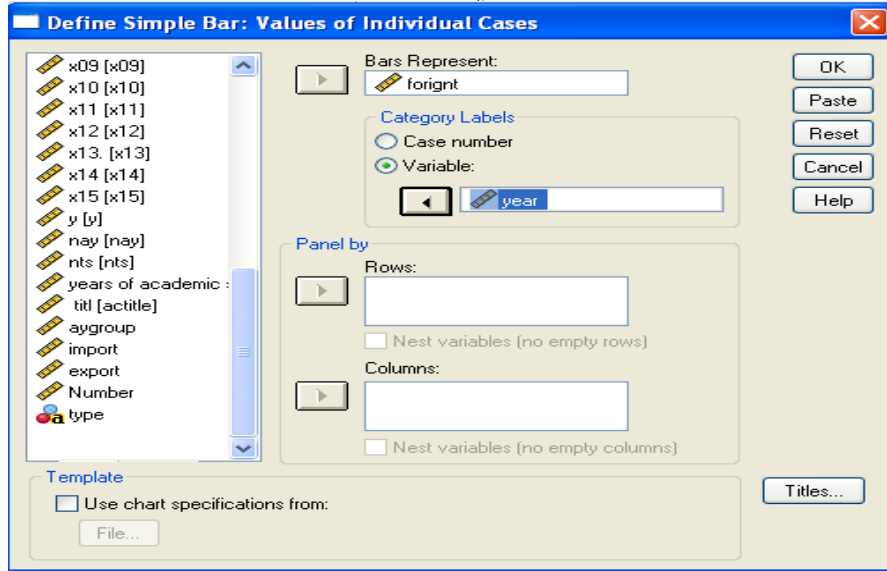 Define Simple Bar: Values of Individual Cases
x09 [x09]
x10 [x10]
x11 [x11]
x12 [x12]
x13. [x13]
x14 [x14]
x15 [x15]
y [y]
nay [nay]
nts [nts]
years of academic
titl [actitle]
aygroup
import
export
Number
type
Bars Represent:
forignt
Category Labels
Case number
Variable:
year
Panel by
Rows:
Nest variables (no empty rows)
Columns:
Nest variables (no empty columns)
OK
Paste
Reset
Cancel
Help
Template
Use chart specifications from:
File...
Titles...